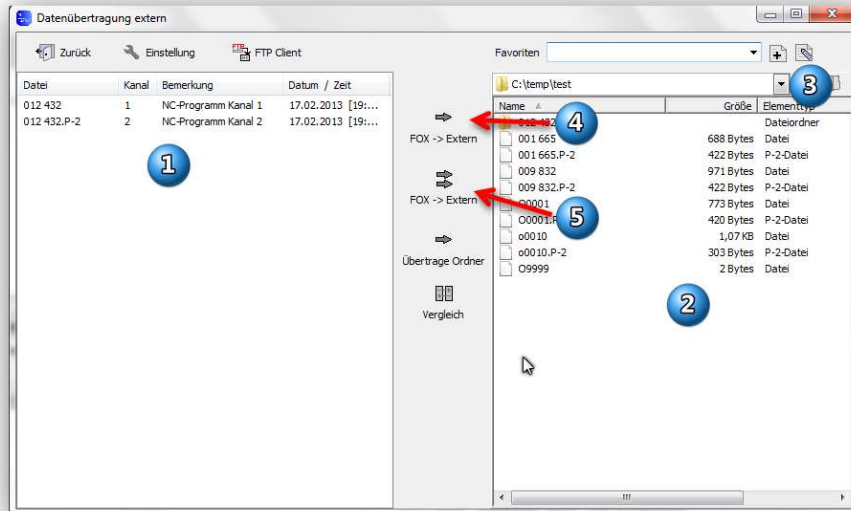 Datenübertragung extern
Zurück Einstellung FTP Client
Favoriten
C:\temp\test
3
Datei Kanal Bemerkung Datum / Zeit
012 432 1 NC-Programm Kanal 1 17.02.2013 [19:...
012 432.P-2 2 NC-Programm Kanal 2 17.02.2013 [19:...
1
FOX -> Extern
4
FOX -> Extern
5
Übertrage Ordner
Vergleich
Name Größe Elementtyp
012 432 Dateiordner
001 665 688 Bytes Datei
001 665.P-2 422 Bytes P-2-Datei
009 832 971 Bytes Datei
009 832.P-2 422 Bytes P-2-Datei
O0001 773 Bytes Datei
O0001.P 420 Bytes P-2-Datei
o0010 1,07 KB Datei
o0010.P-2 303 Bytes P-2-Datei
O9999 2 Bytes Datei
2